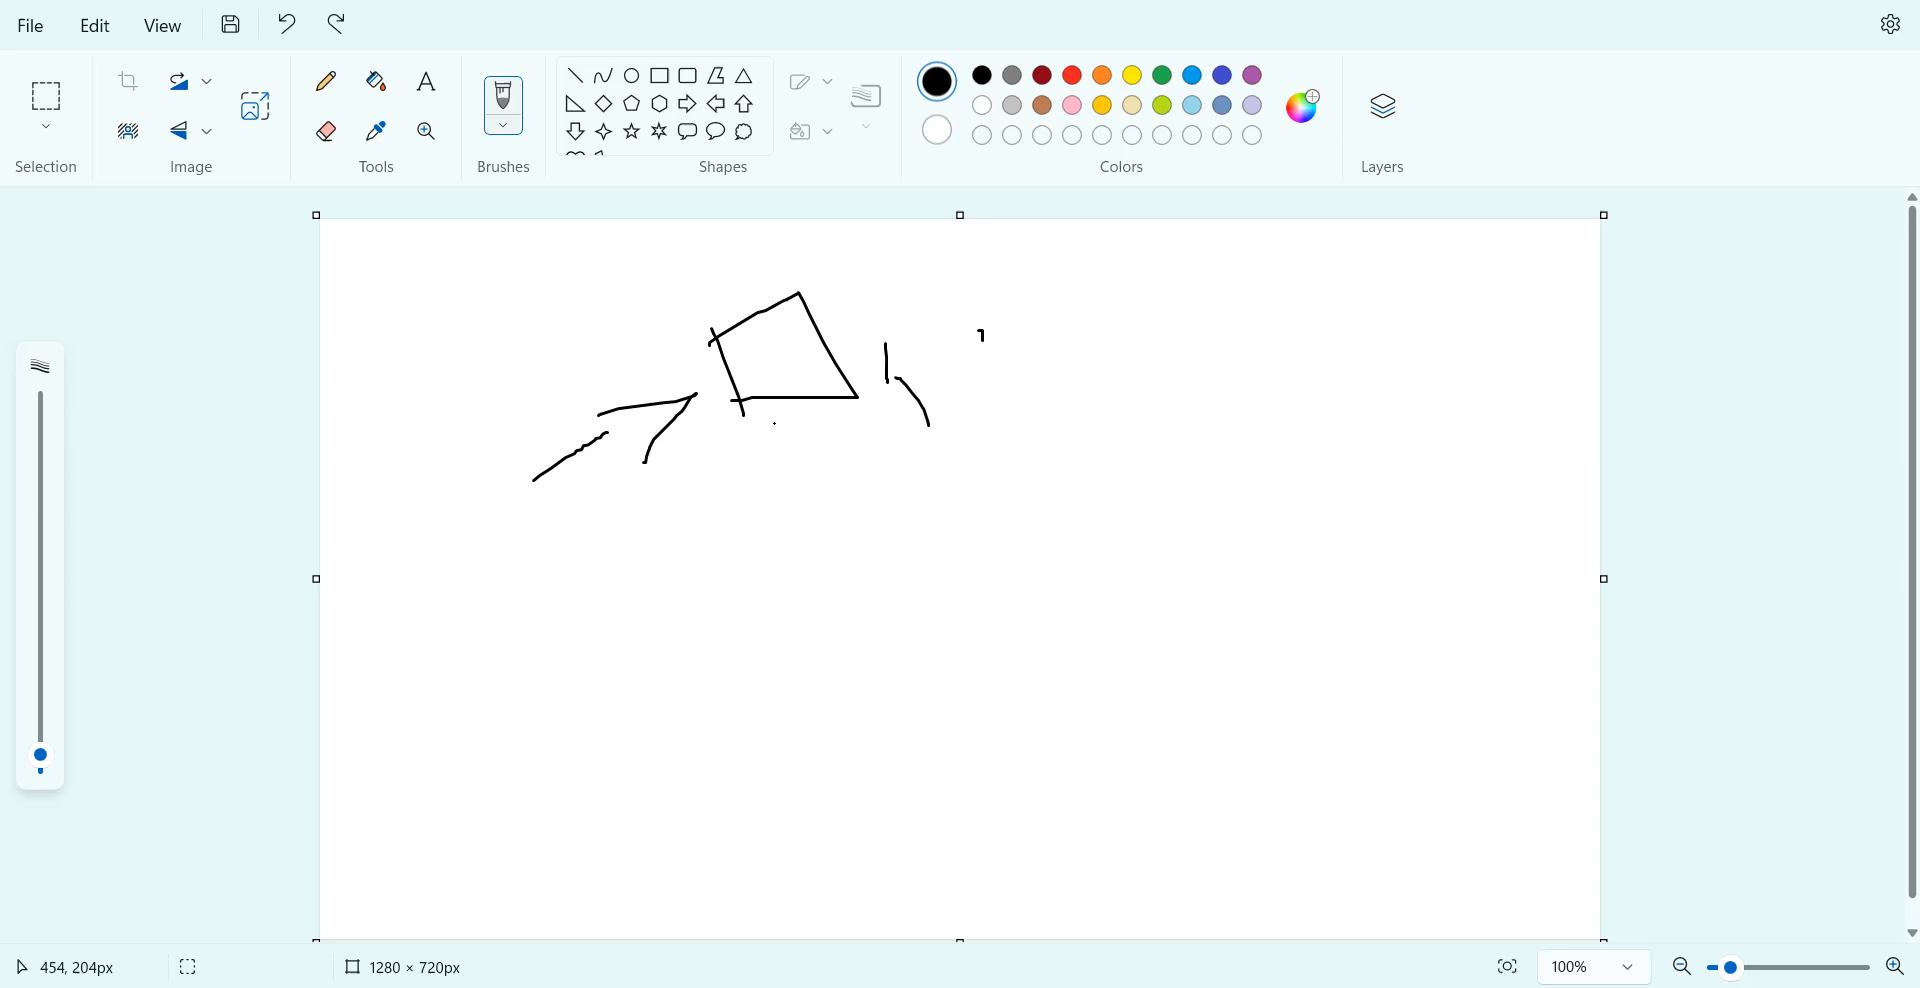 File Edit View
Selection Image Tools Brushes Shapes Colors Layers
454, 204px 1280 × 720px 100%